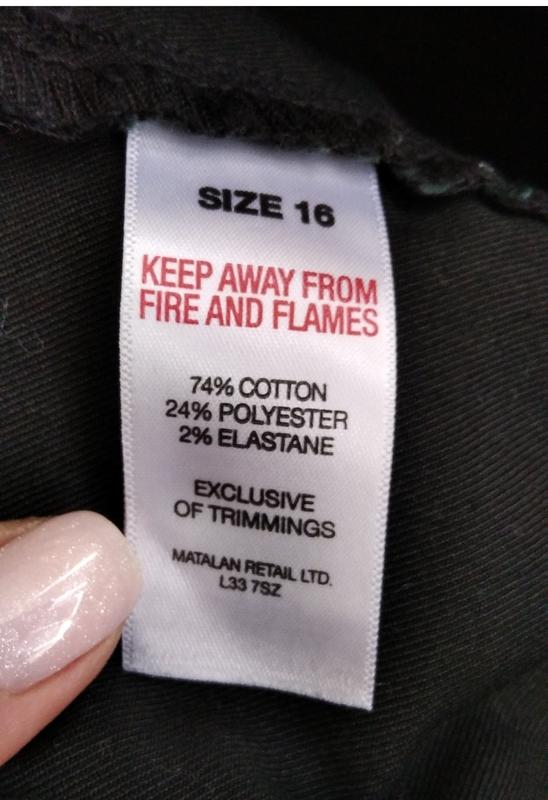 SIZE 16
KEEP AWAY FROM
FIRE AND FLAMES
74% COTTON
24% POLYESTER
2% ELASTANE
EXCLUSIVE
OF TRIMMINGS
MATALAN RETAIL LTD.
L33 7SZ